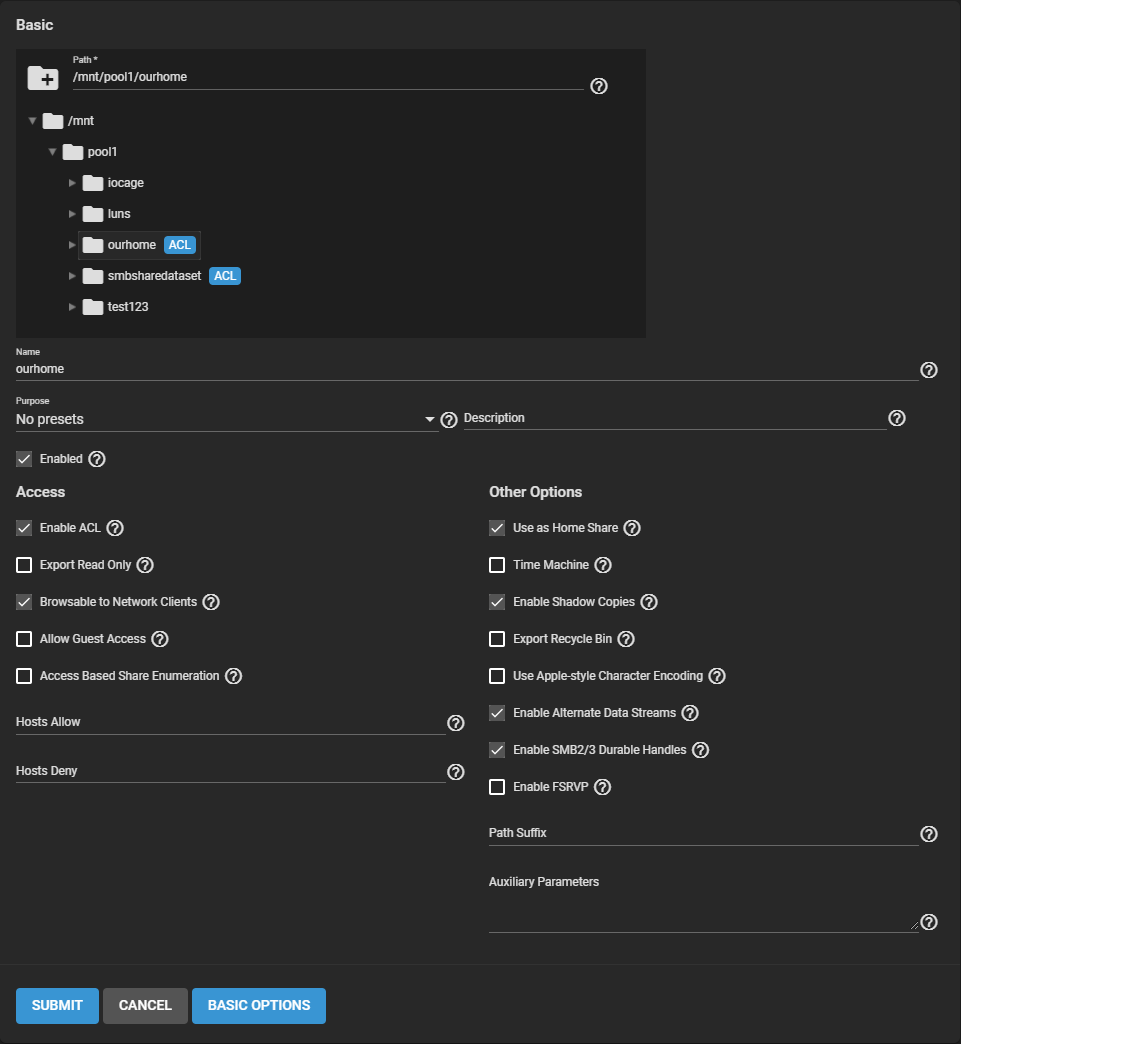 Basic
Path *
/mnt/pool1/ourhome
/mnt
pool1
iocage
luns
ourhome ACL
smbsharedataset ACL
test123
Name
ourhome
Purpose
No presets
Description
Enabled
Access
Enable ACL
Export Read Only
Browsable to Network Clients
Allow Guest Access
Access Based Share Enumeration
Hosts Allow
Hosts Deny
Other Options
Use as Home Share
Time Machine
Enable Shadow Copies
Export Recycle Bin
Use Apple-style Character Encoding
Enable Alternate Data Streams
Enable SMB2/3 Durable Handles
Enable FSRVP
Path Suffix
Auxiliary Parameters
SUBMIT CANCEL BASIC OPTIONS